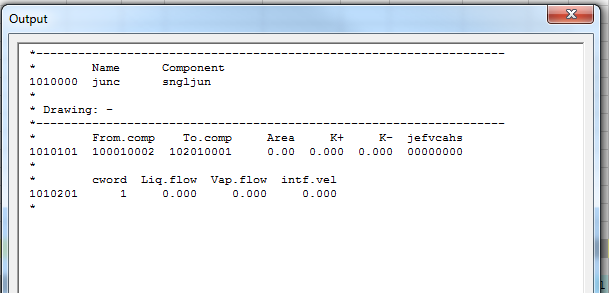 Output
*------------------------------------------------------------------
*        Name      Component
1010000  junc      sngljun
*
* Drawing: -
*------------------------------------------------------------------
*        From.comp    To.comp     Area     K+     K-  jefvcahs
1010101  100010002  102010001     0.00  0.000  0.000  00000000
*
*        cword  Liq.flow  Vap.flow  intf.vel
1010201      1     0.000     0.000     0.000
*